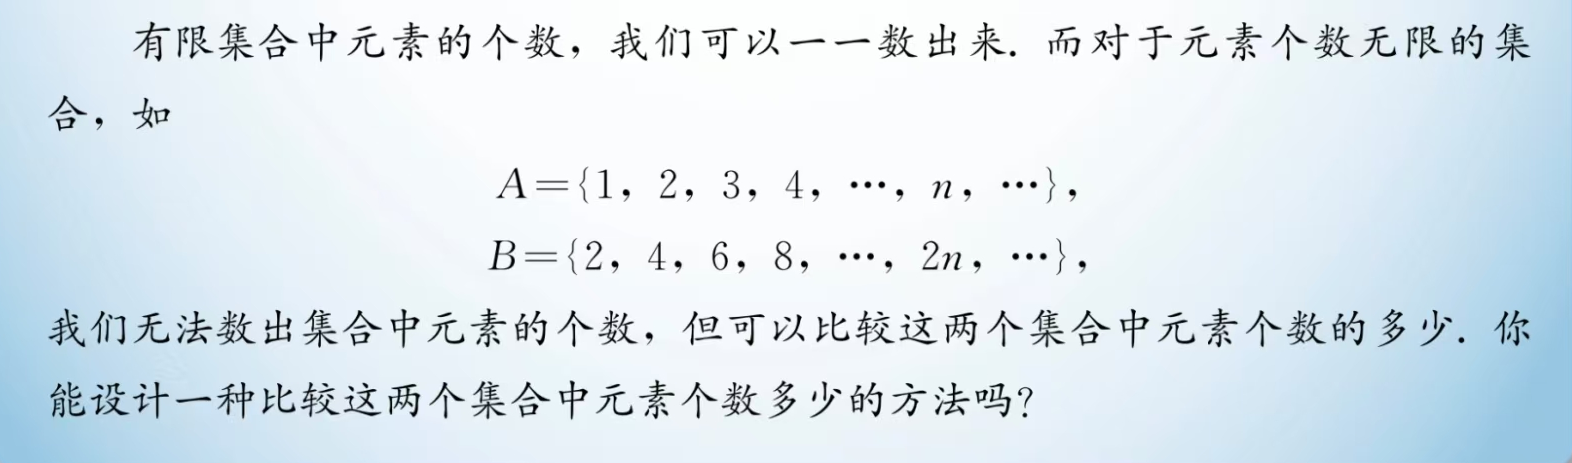 有限集合中元素的个数，我们可以一一数出来．而对于元素个数无限的集
合，如
A={1，2，3，4，…，n，…}，
B={2，4，6，8，…，2n，…}，
我们无法数出集合中元素的个数，但可以比较这两个集合中元素个数的多少．你
能设计一种比较这两个集合中元素个数多少的方法吗？